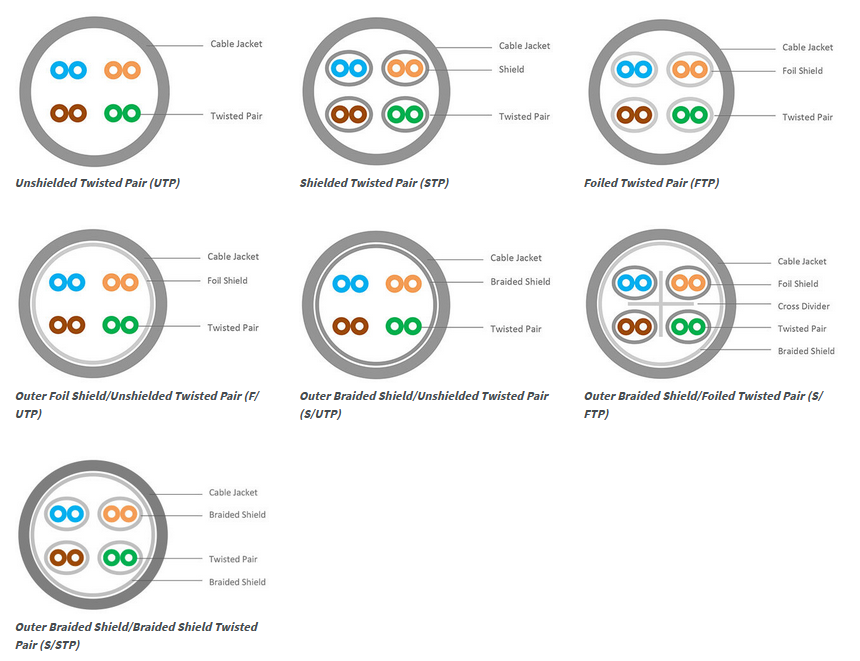 Cable Jacket
Twisted Pair
Unshielded Twisted Pair (UTP)
Cable Jacket
Shield
Twisted Pair
Shielded Twisted Pair (STP)
Cable Jacket
Foil Shield
Twisted Pair
Foiled Twisted Pair (FTP)
Cable Jacket
Foil Shield
Twisted Pair
Outer Foil Shield/Unshielded Twisted Pair (F/
UTP)
Cable Jacket
Braided Shield
Twisted Pair
Outer Braided Shield/Unshielded Twisted Pair
(S/UTP)
Cable Jacket
Foil Shield
Cross Divider
Twisted Pair
Braided Shield
Outer Braided Shield/Foiled Twisted Pair (S/
FTP)
Cable Jacket
Braided Shield
Twisted Pair
Braided Shield
Outer Braided Shield/Braided Shield Twisted
Pair (S/STP)